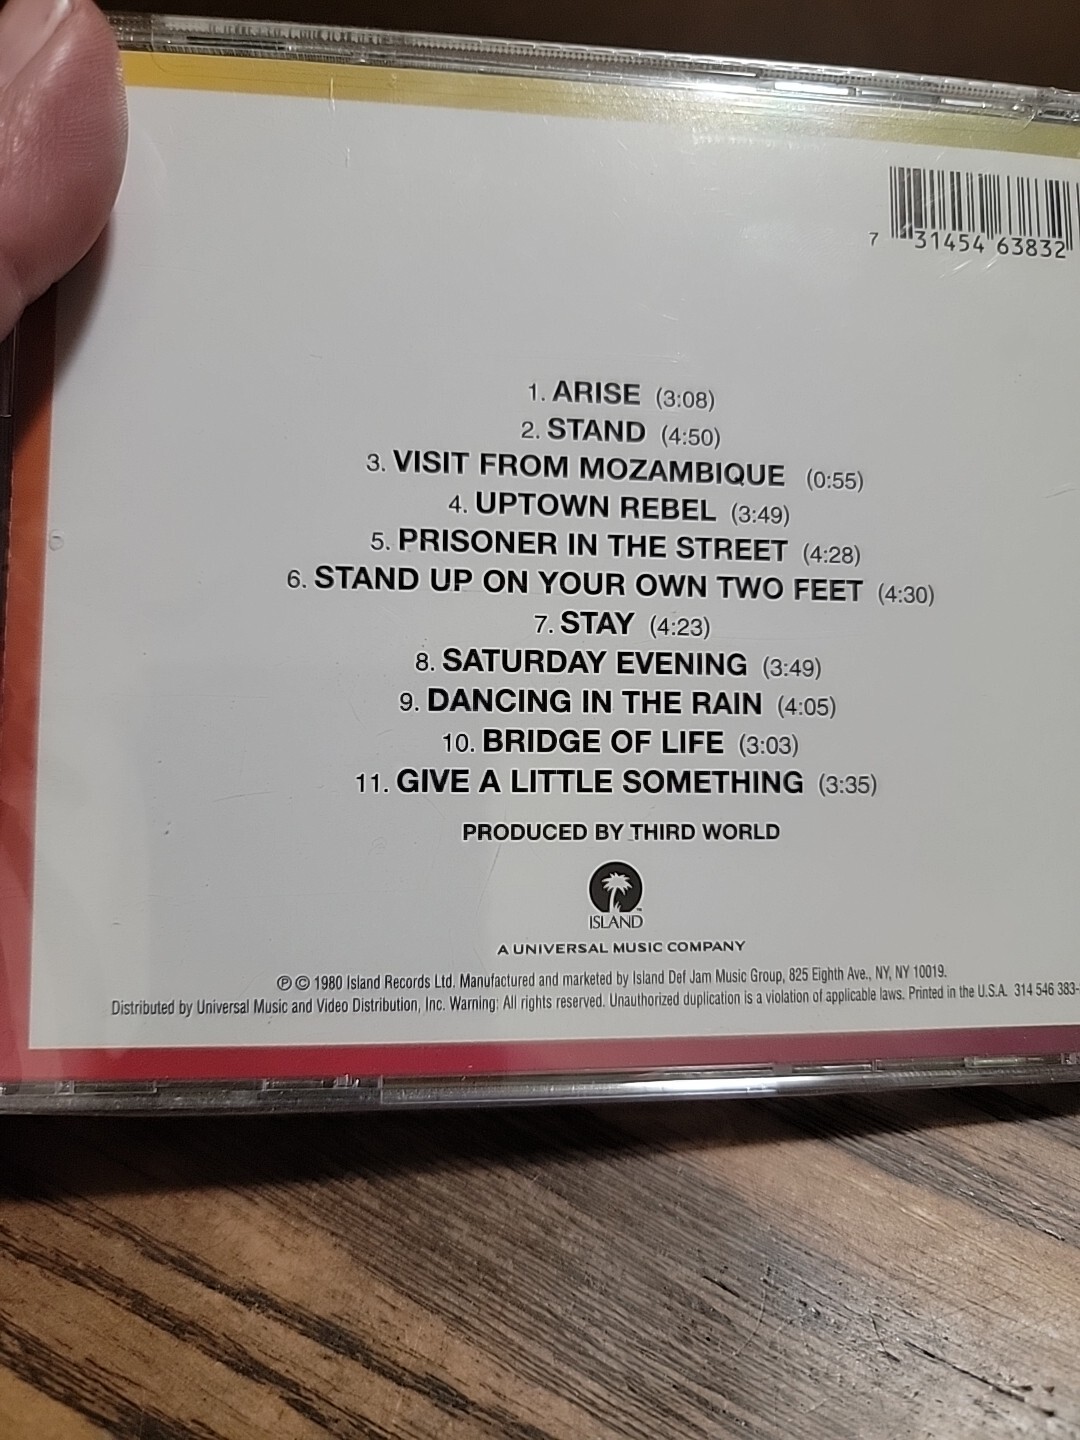 7 31454 63832
1. ARISE (3:08)
2. STAND (4:50)
3. VISIT FROM MOZAMBIQUE (0:55)
4. UPTOWN REBEL (3:49)
5. PRISONER IN THE STREET (4:28)
6. STAND UP ON YOUR OWN TWO FEET (4:30)
7. STAY (4:23)
8. SATURDAY EVENING (3:49)
9. DANCING IN THE RAIN (4:05)
10. BRIDGE OF LIFE (3:03)
11. GIVE A LITTLE SOMETHING (3:35)
PRODUCED BY THIRD WORLD
ISLAND
A UNIVERSAL MUSIC COMPANY
℗ © 1980 Island Records Ltd. Manufactured and marketed by Island Def Jam Music Group, 825 Eighth Ave., NY, NY 10019.
Distributed by Universal Music and Video Distribution, Inc. Warning: All rights reserved. Unauthorized duplication is a violation of applicable laws. Printed in the U.S.A. 314 546 383-